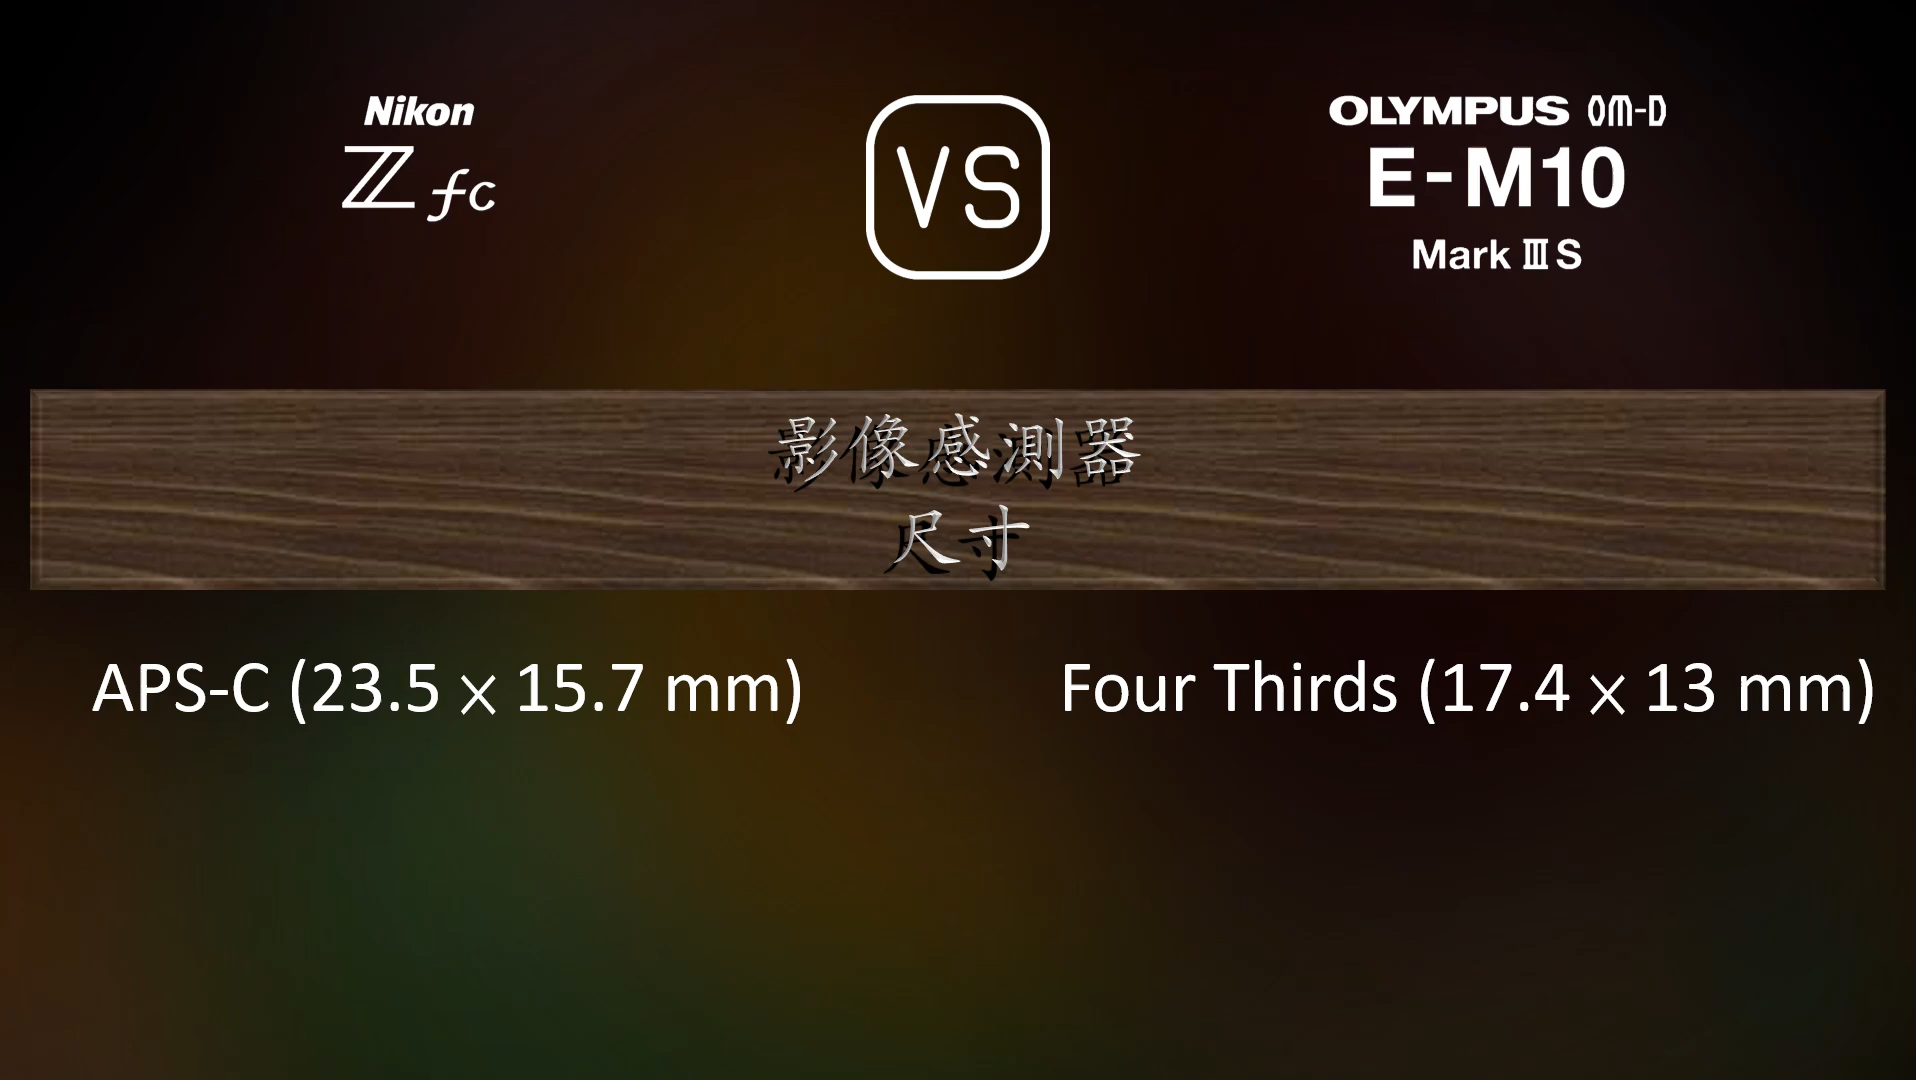 Nikon
Z fc
VS
OLYMPUS OM-D
E-M10
Mark III S
影像感測器
尺寸
APS-C (23.5 x 15.7 mm)
Four Thirds (17.4 x 13 mm)